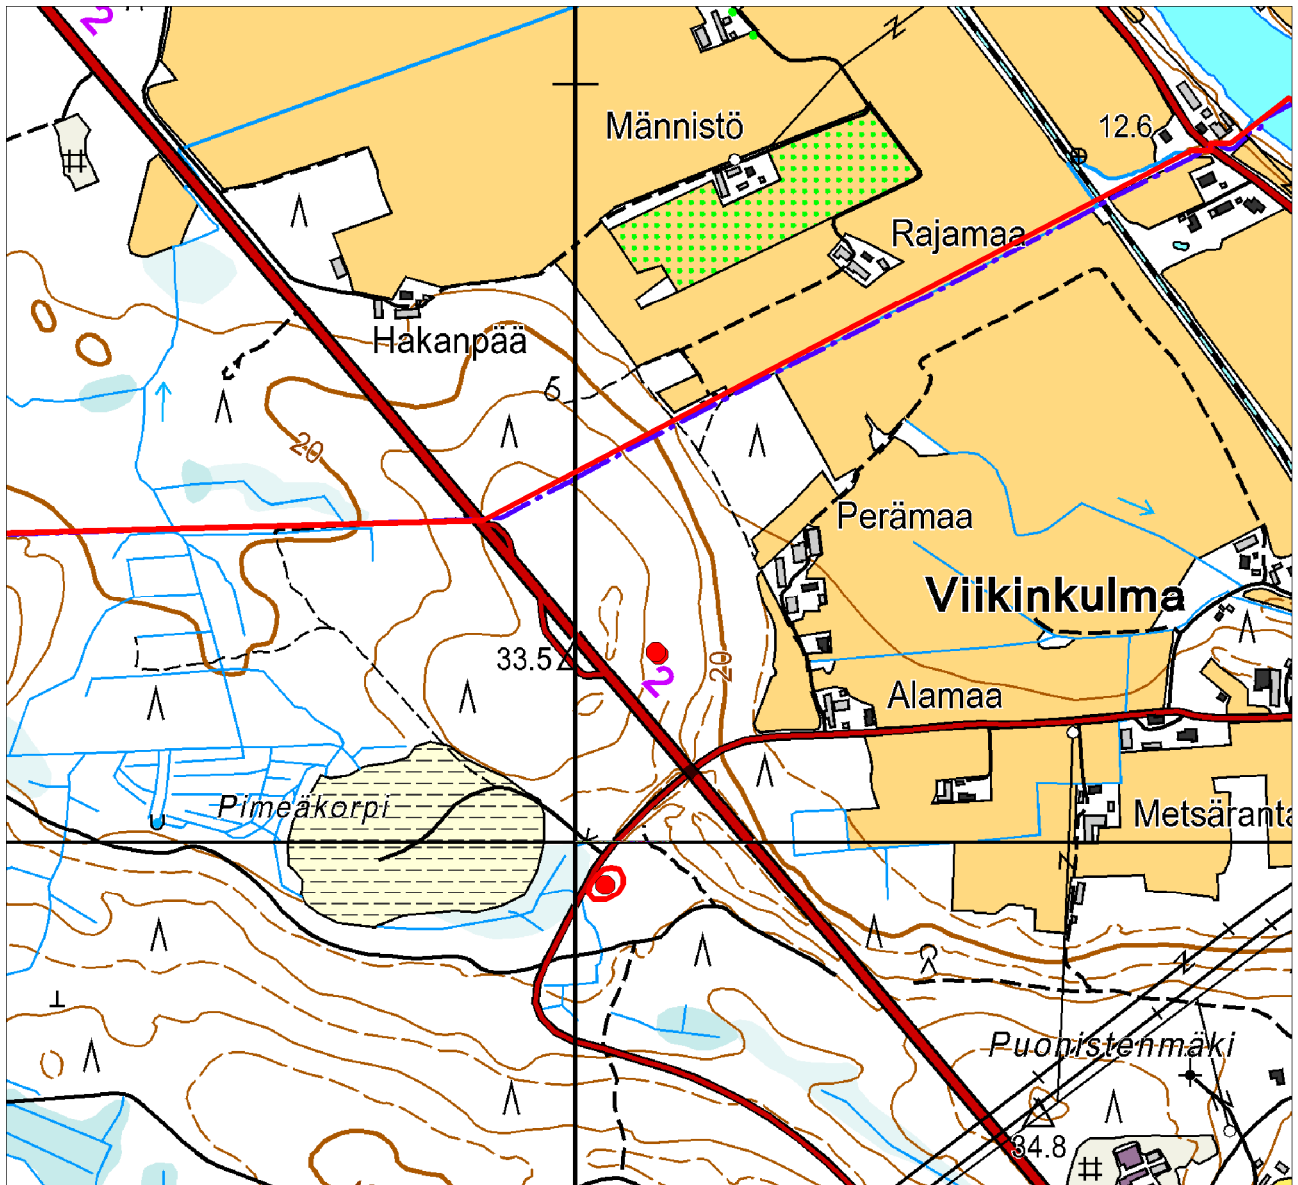 2
Männistö
12.6
Rajamaa
Hakanpää
20
Perämaa
Viikinkulma
33.5
2
20
Alamaa
Pimeäkorpi
Metsäranta
Puonistenmäki
34.8